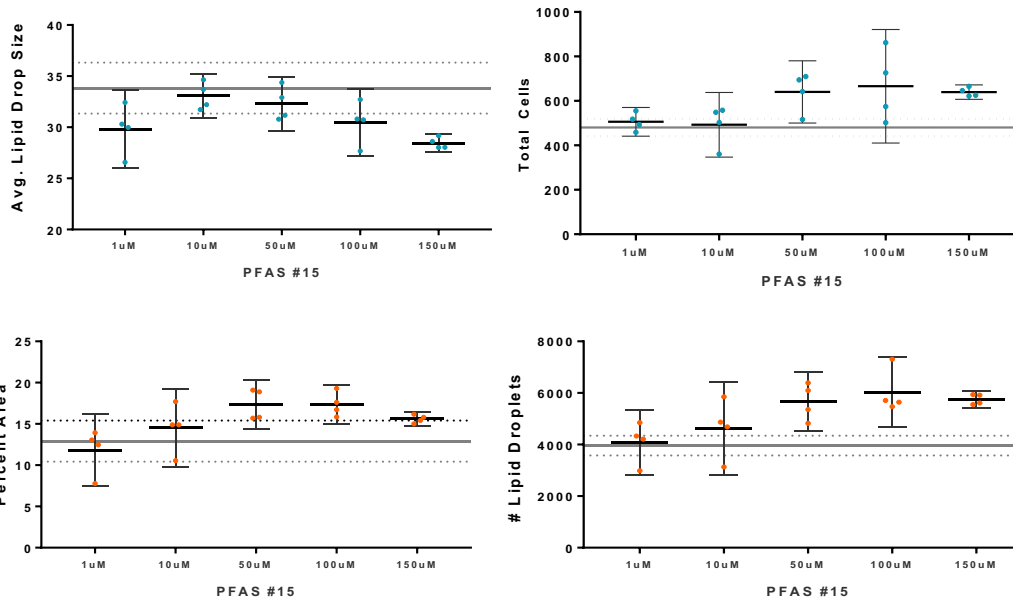 Avg. Lipid Drop Size
40
35
30
25
20
1uM 10uM 50uM 100uM 150uM
PFAS #15
Total Cells
1000
800
600
400
200
0
1uM 10uM 50uM 100uM 150uM
PFAS #15
Percent Area
25
20
15
10
5
0
1uM 10uM 50uM 100uM 150uM
PFAS #15
# Lipid Droplets
8000
6000
4000
2000
0
1uM 10uM 50uM 100uM 150uM
PFAS #15